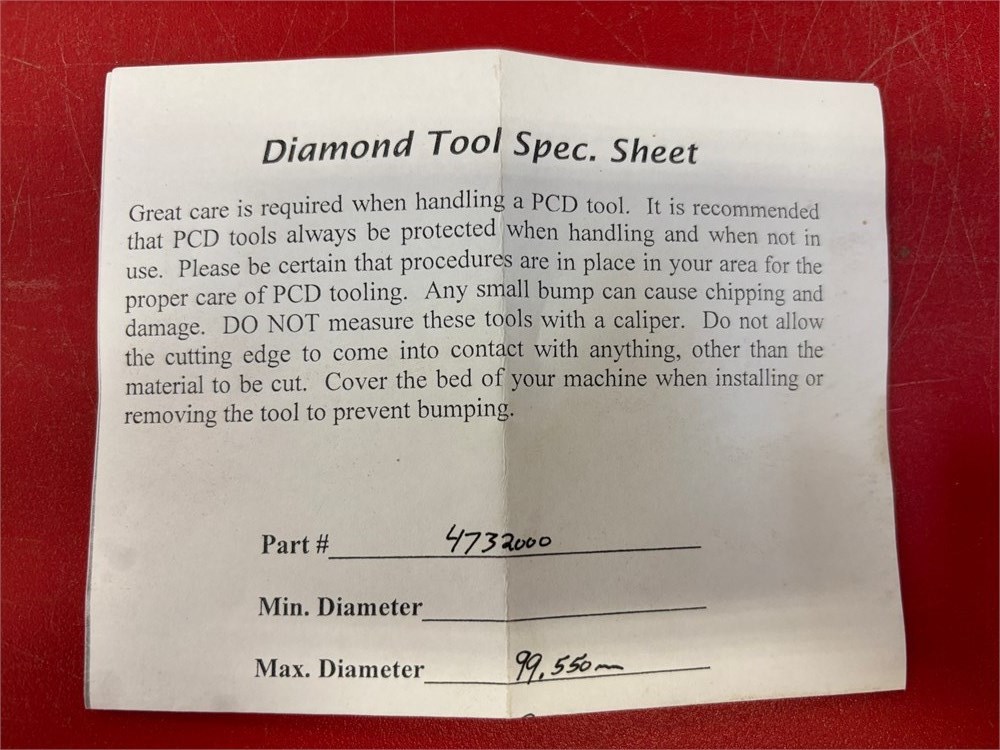 Diamond Tool Spec. Sheet
Great care is required when handling a PCD tool. It is recommended
that PCD tools always be protected when handling and when not in
use. Please be certain that procedures are in place in your area for the
proper care of PCD tooling. Any small bump can cause chipping and
damage. DO NOT measure these tools with a caliper. Do not allow
the cutting edge to come into contact with anything, other than the
material to be cut. Cover the bed of your machine when installing or
removing the tool to prevent bumping.
Part # 4732000
Min. Diameter
Max. Diameter 99.550mm